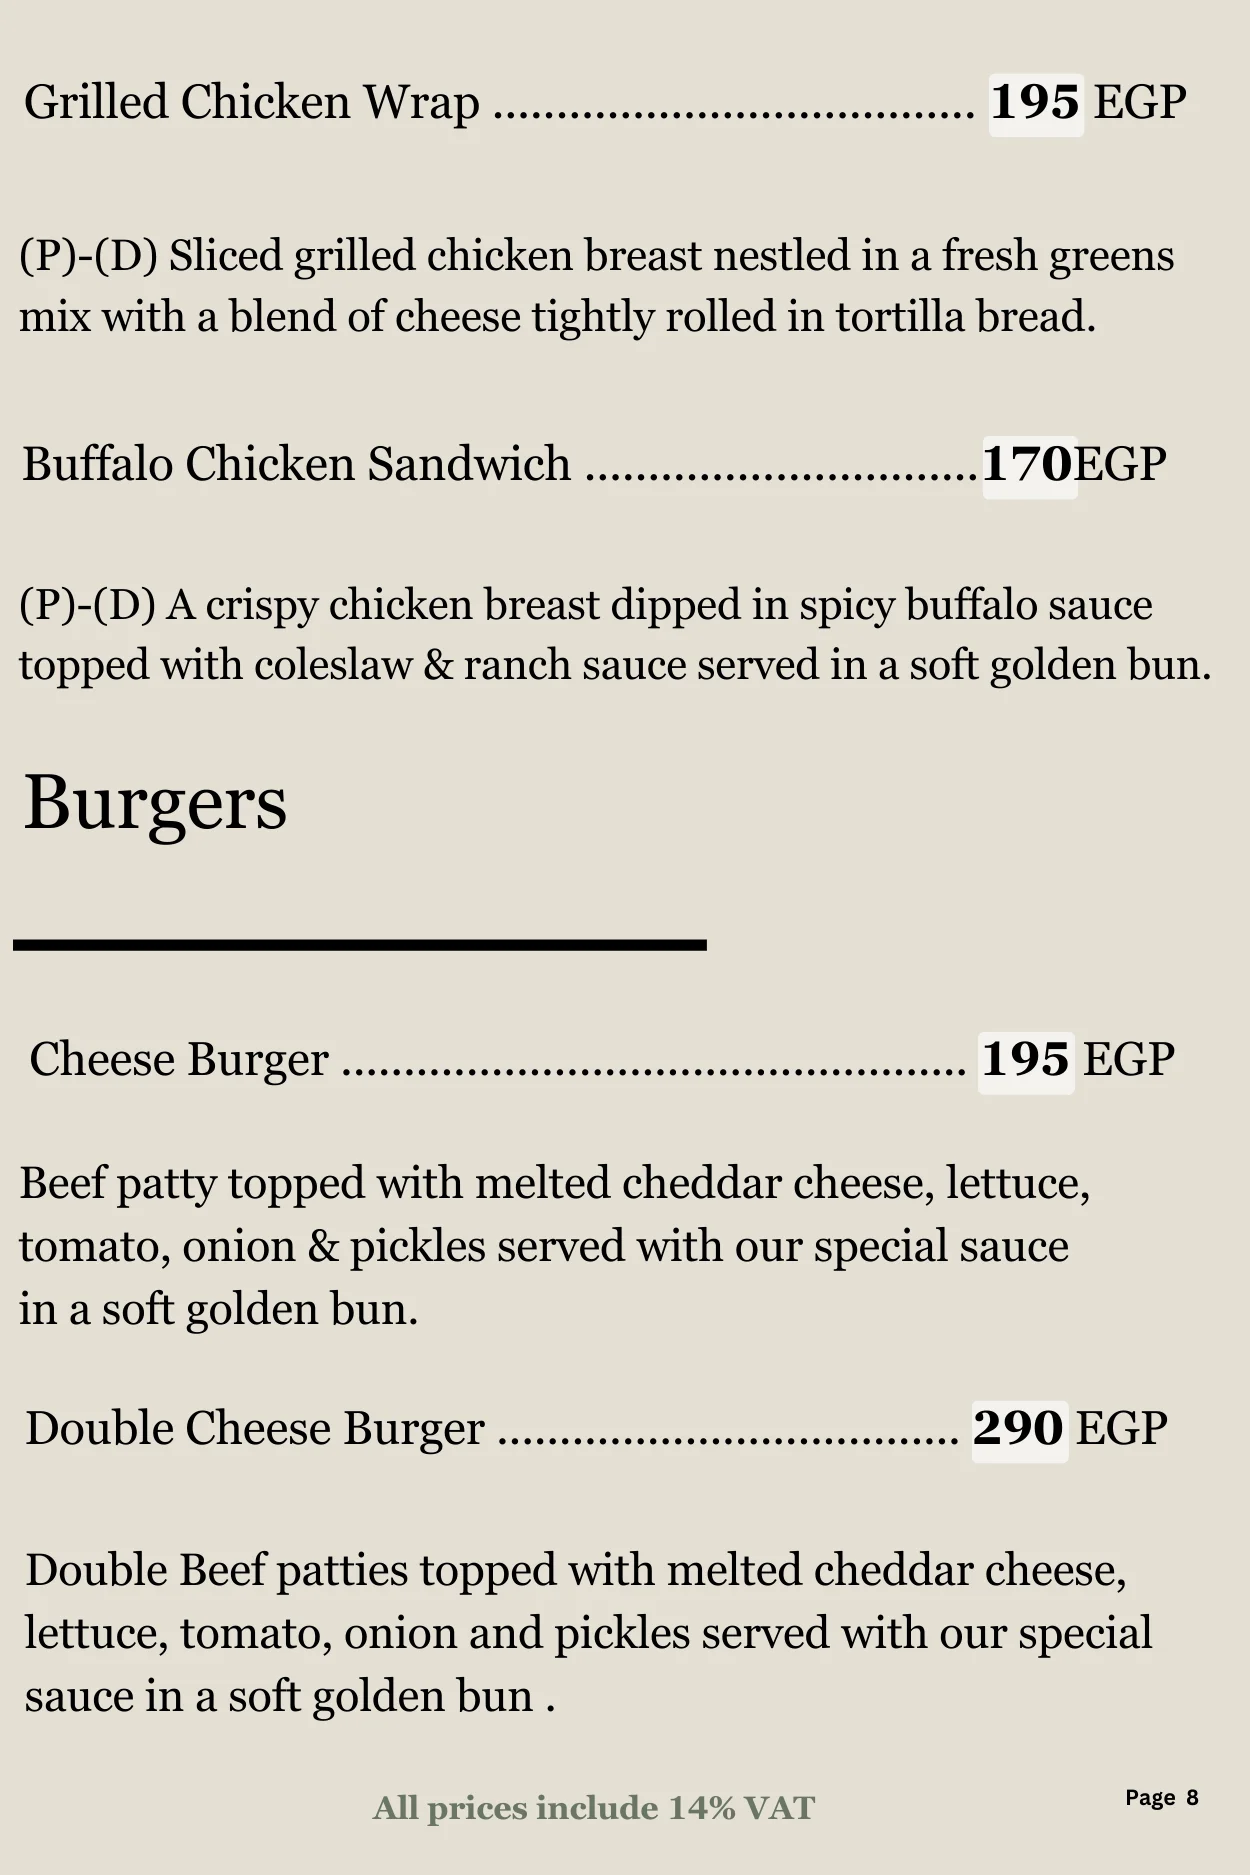 Grilled Chicken Wrap ...................................... 195 EGP
(P)-(D) Sliced grilled chicken breast nestled in a fresh greens
mix with a blend of cheese tightly rolled in tortilla bread.
Buffalo Chicken Sandwich ...............................170EGP
(P)-(D) A crispy chicken breast dipped in spicy buffalo sauce
topped with coleslaw & ranch sauce served in a soft golden bun.
Burgers
Cheese Burger .................................................. 195 EGP
Beef patty topped with melted cheddar cheese, lettuce,
tomato, onion & pickles served with our special sauce
in a soft golden bun.
Double Cheese Burger ..................................... 290 EGP
Double Beef patties topped with melted cheddar cheese,
lettuce, tomato, onion and pickles served with our special
sauce in a soft golden bun .
All prices include 14% VAT
Page 8